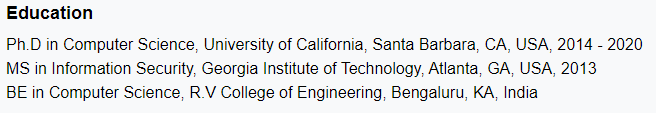 Education
Ph.D in Computer Science, University of California, Santa Barbara, CA, USA, 2014 - 2020
MS in Information Security, Georgia Institute of Technology, Atlanta, GA, USA, 2013
BE in Computer Science, R.V College of Engineering, Bengaluru, KA, India